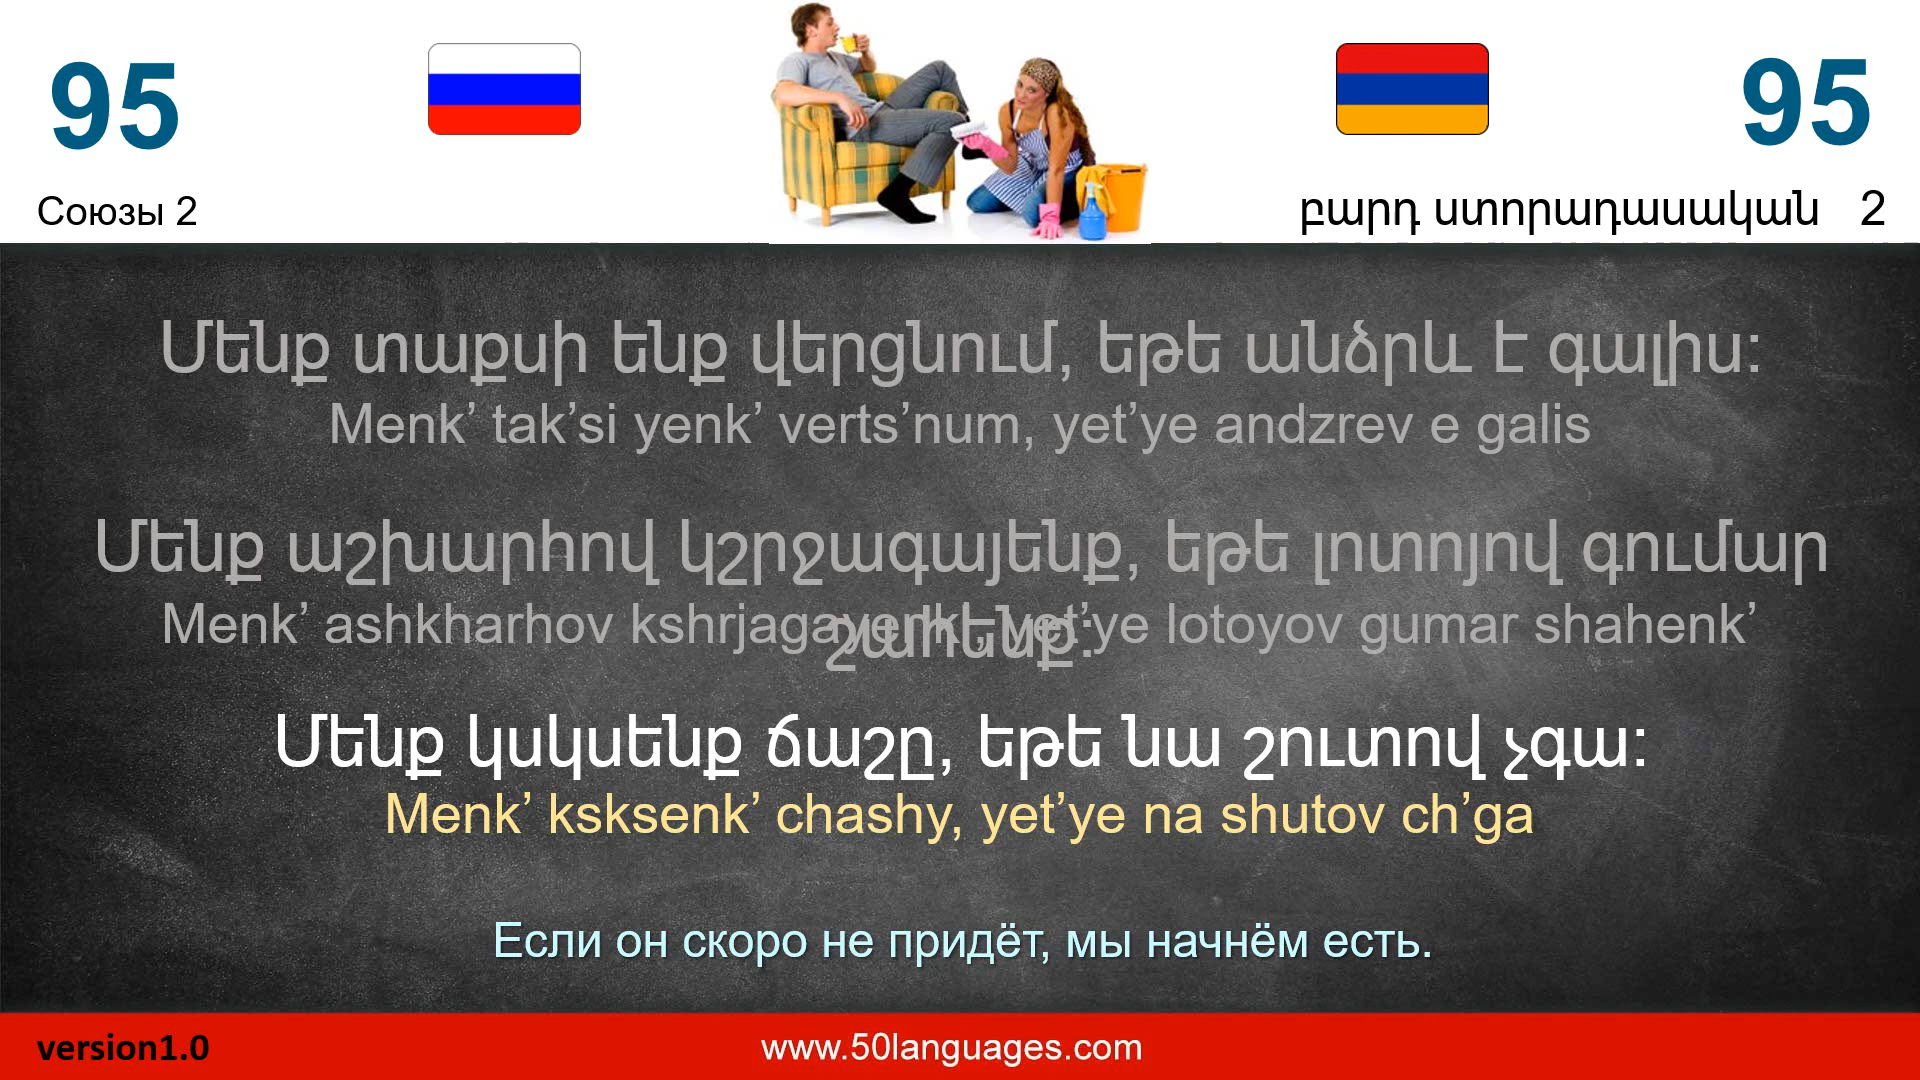 95
95
Союзы 2
բարդ ստորադասական 2
Մենք տաքսի ենք վերցնում, եթե անձրև է գալիս:
Menk’ tak’si yenk’ verts’num, yet’ye andzrev e galis
Մենք աշխարհով կշրջագայենք, եթե լոտոյով գումար
շահենք:
Menk’ ashkharhov kshrjagayenk’, yet’ye lotoyov gumar shahenk’
Մենք կսկսենք ճաշը, եթե նա շուտով չգա:
Menk’ ksksenk’ chashy, yet’ye na shutov ch’ga
Если он скоро не придёт, мы начнём есть.
version1.0
www.50languages.com